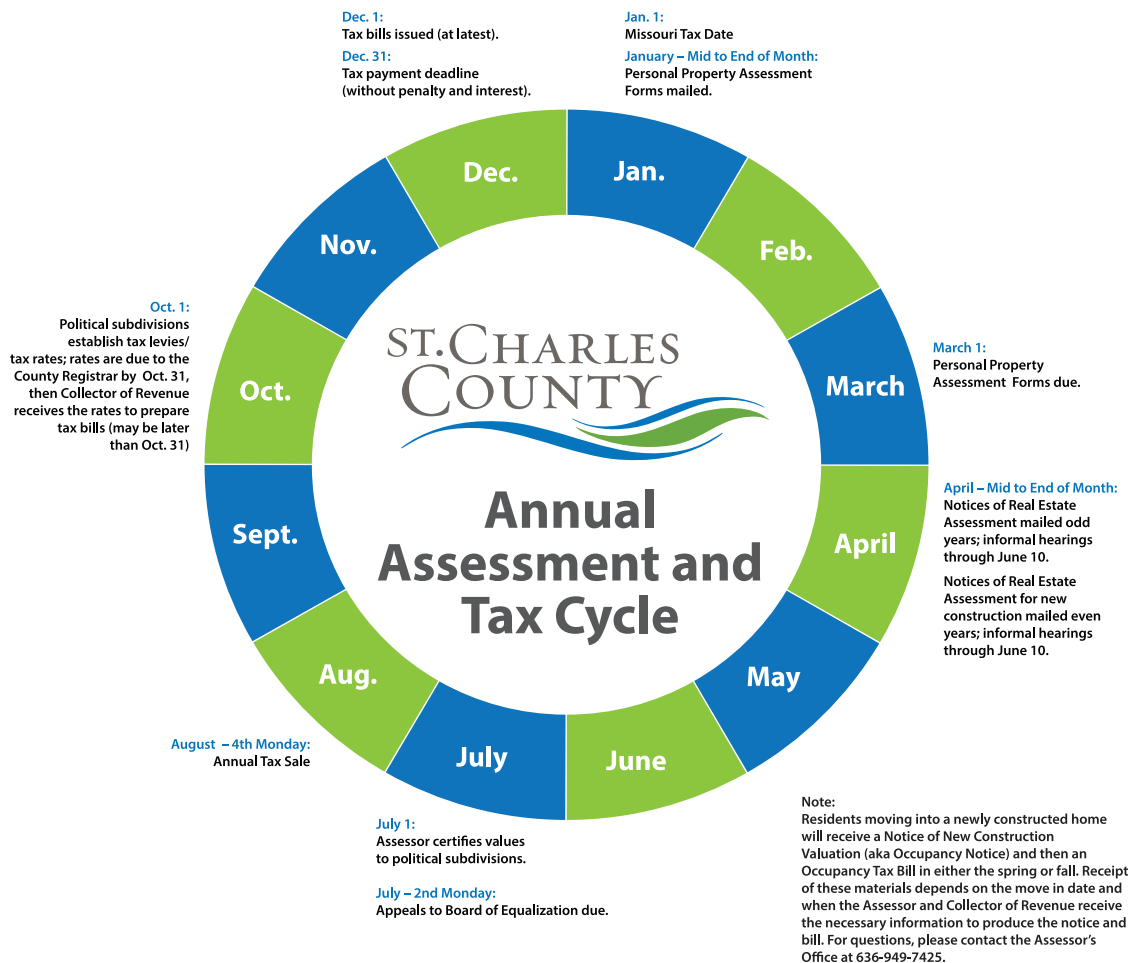 Dec. 1:
Tax bills issued (at latest).
Dec. 31:
Tax payment deadline
(without penalty and interest).
Jan. 1:
Missouri Tax Date
January – Mid to End of Month:
Personal Property Assessment
Forms mailed.
Dec.
Jan.
Nov.
Feb.
Oct. 1:
Political subdivisions
establish tax levies/
tax rates; rates are due to the
County Registrar by Oct. 31,
then Collector of Revenue
receives the rates to prepare
tax bills (may be later
than Oct. 31)
Oct.
ST. CHARLES
COUNTY
March
March 1:
Personal Property
Assessment Forms due.
Annual
Assessment and
Tax Cycle
Sept.
April
April – Mid to End of Month:
Notices of Real Estate
Assessment mailed odd
years; informal hearings
through June 10.
Notices of Real Estate
Assessment for new
construction mailed even
years; informal hearings
through June 10.
Aug.
May
July
June
August – 4th Monday:
Annual Tax Sale
July 1:
Assessor certifies values
to political subdivisions.
July – 2nd Monday:
Appeals to Board of Equalization due.
Note:
Residents moving into a newly constructed home
will receive a Notice of New Construction
Valuation (aka Occupancy Notice) and then an
Occupancy Tax Bill in either the spring or fall. Receipt
of these materials depends on the move in date and
when the Assessor and Collector of Revenue receive
the necessary information to produce the notice and
bill. For questions, please contact the Assessor's
Office at 636-949-7425.